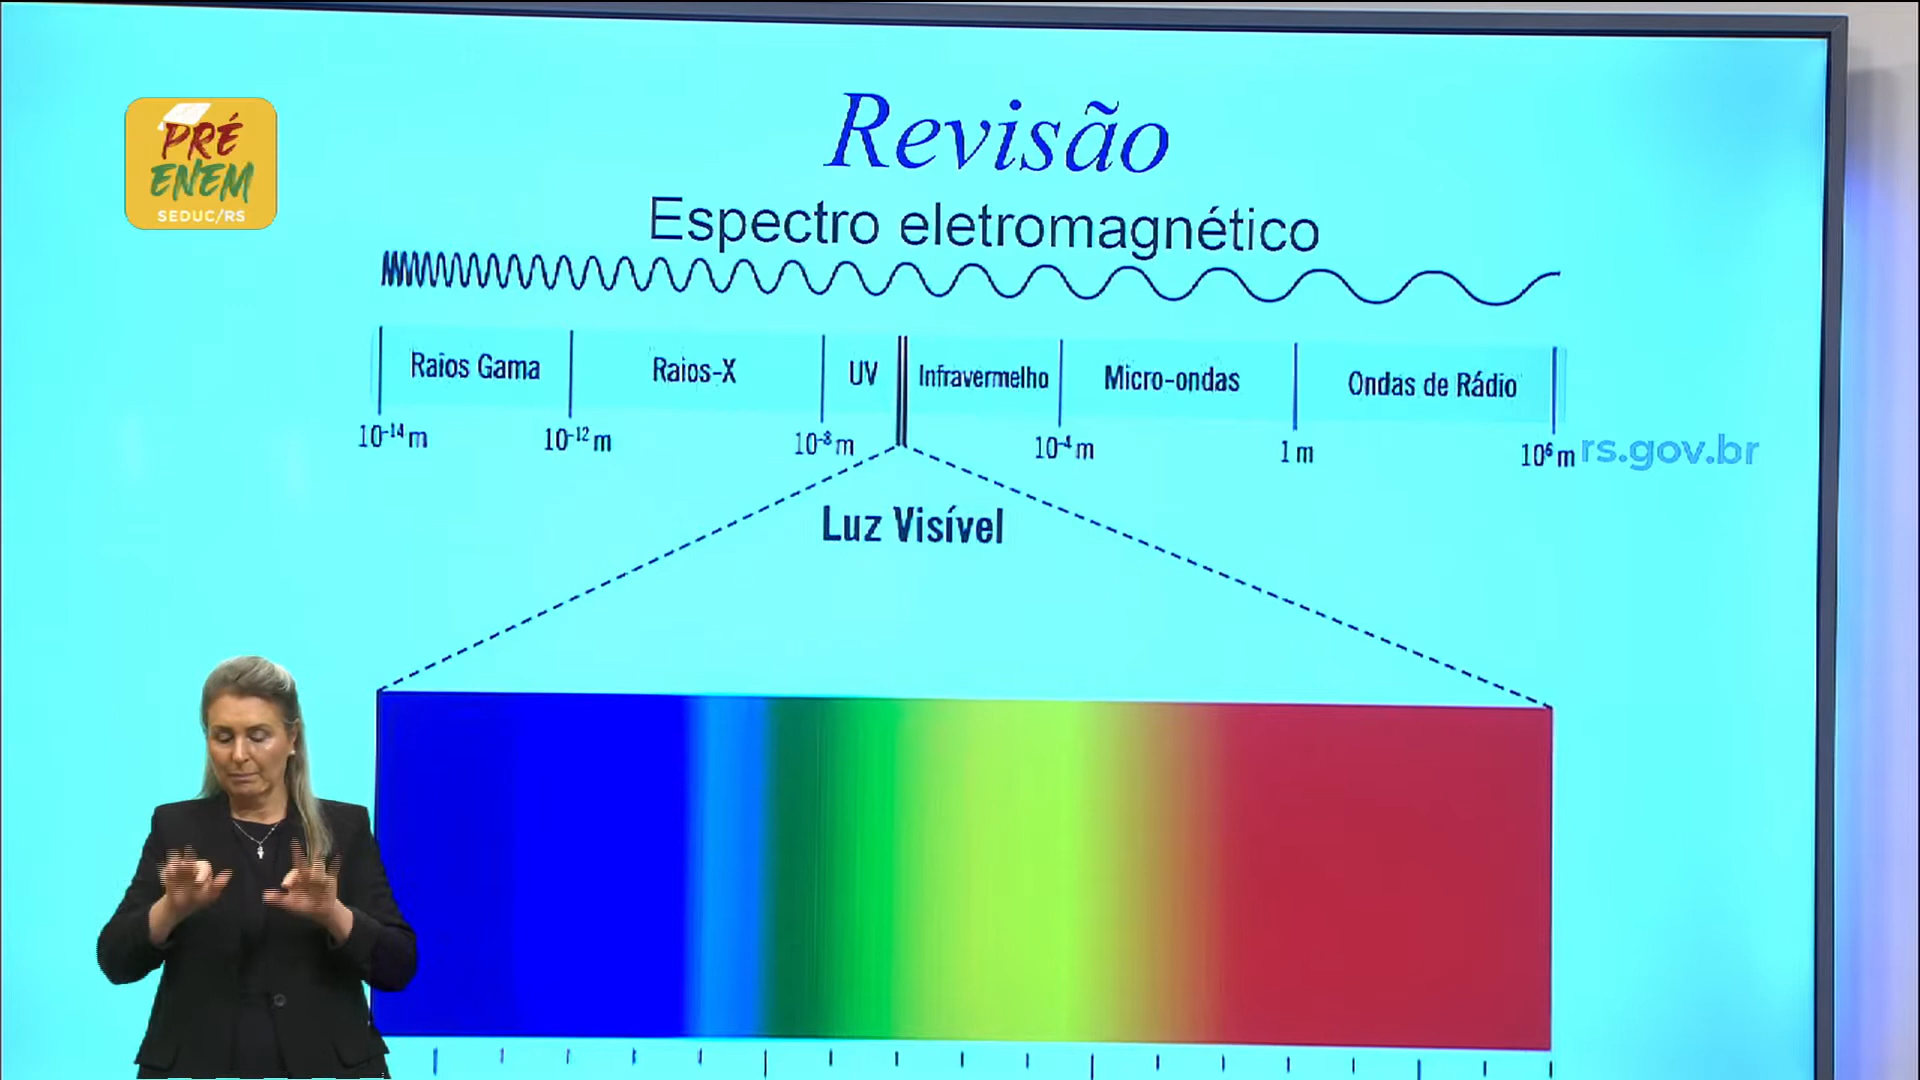 PRÉ
ENEM
SEDUC/RS
Revisão
Espectro eletromagnético
Raios Gama
Raios-X
UV
Infravermelho
Micro-ondas
Ondas de Rádio
10⁻¹⁴ m
10⁻¹² m
10⁻⁸ m
10⁻⁴ m
1 m
10⁶ m
rs.gov.br
Luz Visível